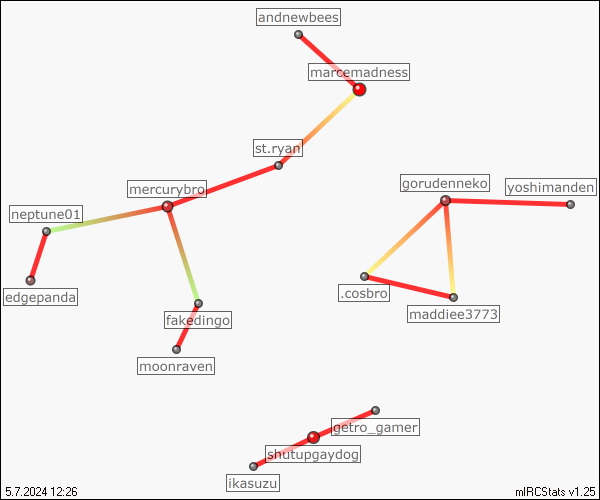 andnewbees
marcemadness
st.ryan
mercurybro
gorudenneko
yoshimanden
neptune01
edgepanda
.cosbro
maddiee3773
fakedingo
moonraven
getro_gamer
shutupgaydog
ikasuzu
5.7.2024 12:26
mIRCStats v1.25